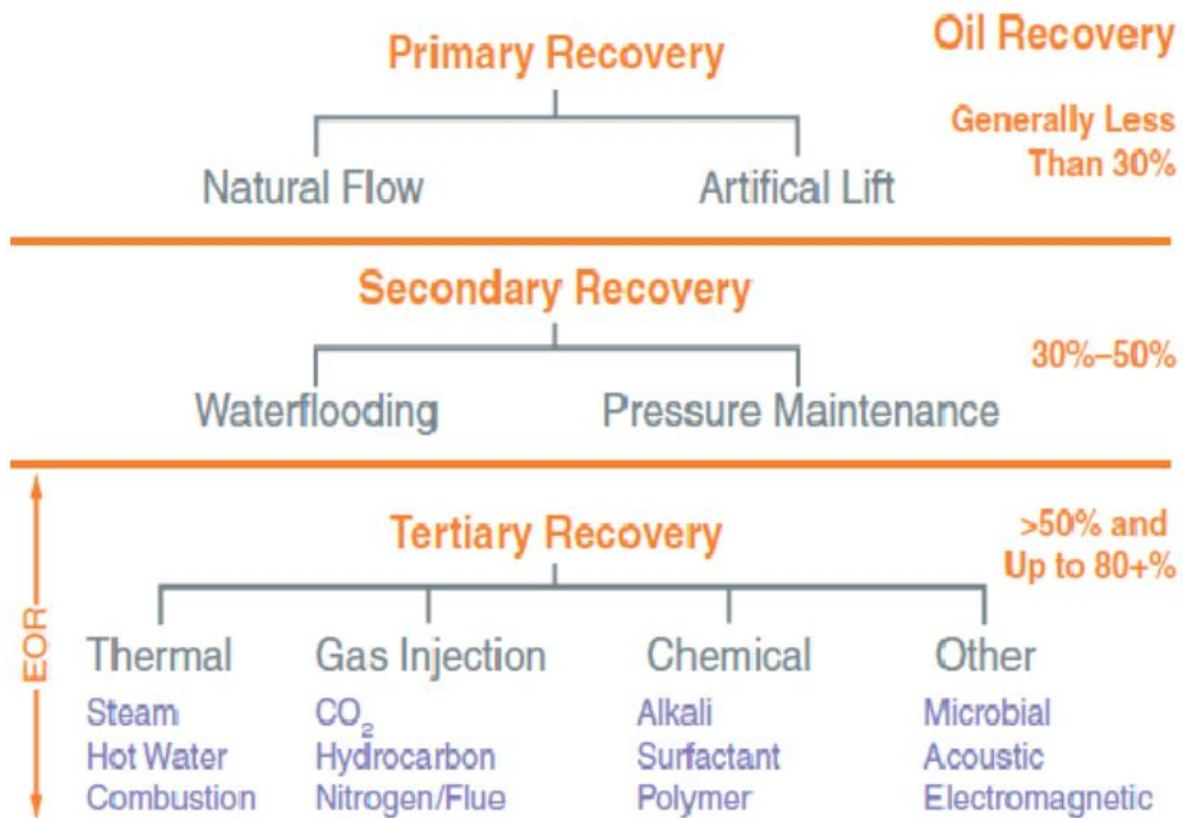 Oil Recovery
Primary Recovery
Generally Less
Than 30%
Natural Flow
Artifical Lift
Secondary Recovery
30%–50%
Waterflooding
Pressure Maintenance
EOR
Tertiary Recovery
>50% and
Up to 80+%
Thermal
Steam
Hot Water
Combustion
Gas Injection
CO₂
Hydrocarbon
Nitrogen/Flue
Chemical
Alkali
Surfactant
Polymer
Other
Microbial
Acoustic
Electromagnetic